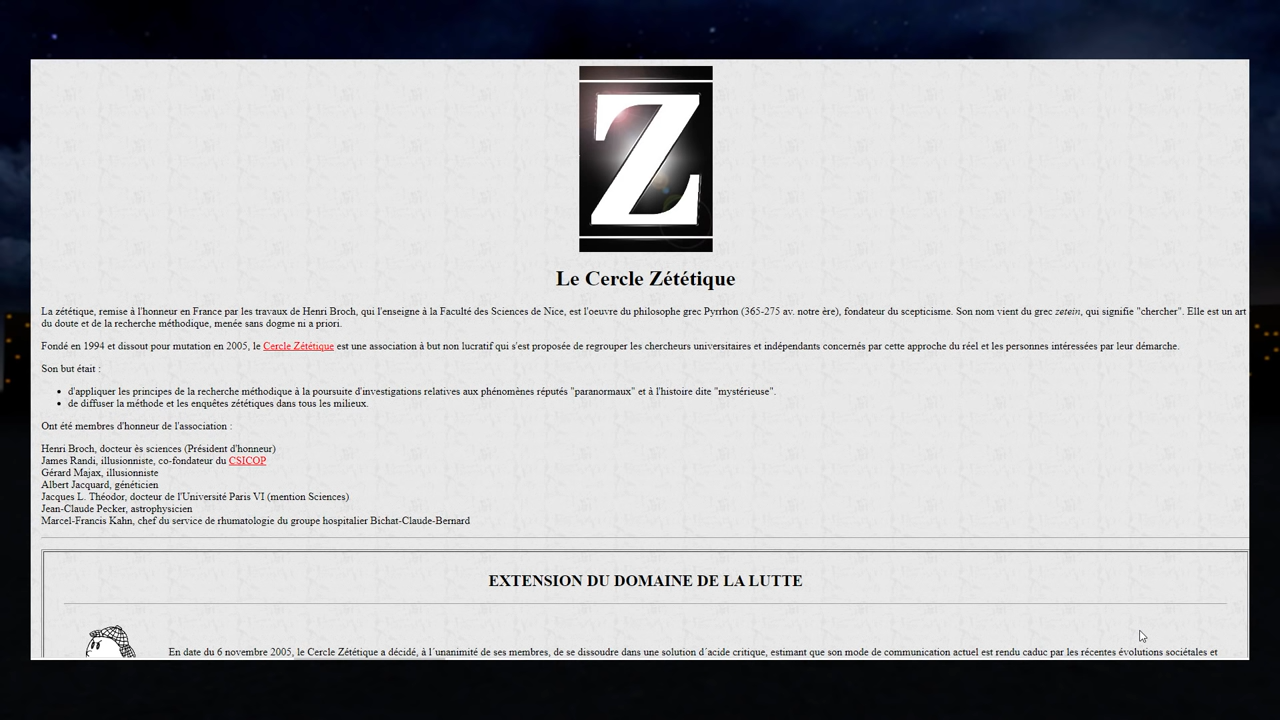 Z
Le Cercle Zététique
La zététique, remise à l'honneur en France par les travaux de Henri Broch, qui l'enseigne à la Faculté des Sciences de Nice, est l'oeuvre du philosophe grec Pyrrhon (365-275 av. notre ère), fondateur du scepticisme. Son nom vient du grec zetein, qui signifie "chercher". Elle est un art
du doute et de la recherche méthodique, menée sans dogme ni a priori.
Fondé en 1994 et dissout pour mutation en 2005, le Cercle Zététique est une association à but non lucratif qui s'est proposée de regrouper les chercheurs universitaires et indépendants concernés par cette approche du réel et les personnes intéressées par leur démarche.
Son but était :
• d'appliquer les principes de la recherche méthodique à la poursuite d'investigations relatives aux phénomènes réputés "paranormaux" et à l'histoire dite "mystérieuse".
• de diffuser la méthode et les enquêtes zététiques dans tous les milieux.
Ont été membres d'honneur de l'association :
Henri Broch, docteur ès sciences (Président d'honneur)
James Randi, illusionniste, co-fondateur du CSICOP
Gérard Majax, illusionniste
Albert Jacquard, généticien
Jacques L. Théodor, docteur de l'Université Paris VI (mention Sciences)
Jean-Claude Pecker, astrophysicien
Marcel-Francis Kahn, chef du service de rhumatologie du groupe hospitalier Bichat-Claude-Bernard
EXTENSION DU DOMAINE DE LA LUTTE
En date du 6 novembre 2005, le Cercle Zététique a décidé, à l´unanimité de ses membres, de se dissoudre dans une solution d´acide critique, estimant que son mode de communication actuel est rendu caduc par les récentes évolutions sociétales et